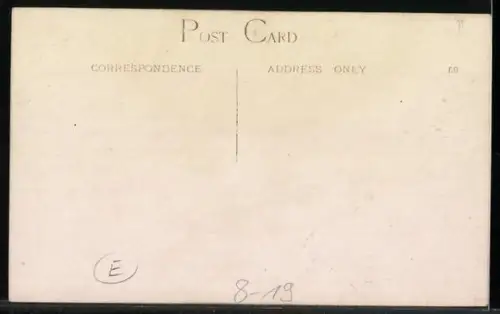 POST CARD
CORRESPONDENCE ADDRESS ONLY
E
8-19